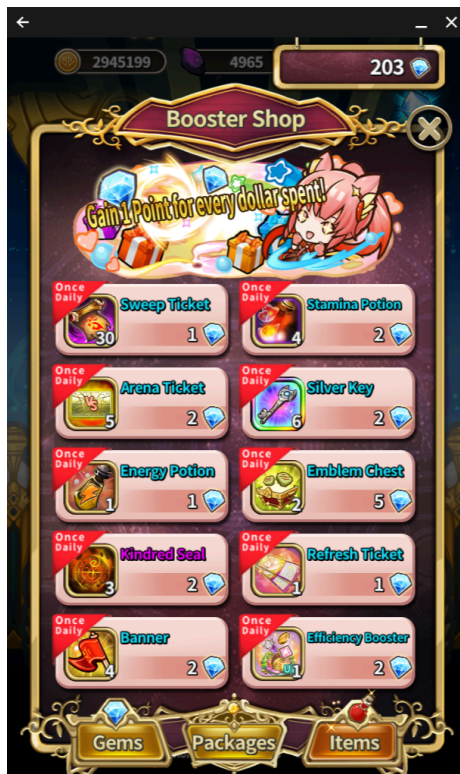 2945199
4965
203
Booster Shop
Gain 1 Point for every dollar spent!
Once Daily
Sweep Ticket
30
1
Once Daily
Stamina Potion
4
2
Once Daily
Arena Ticket
VS
5
2
Once Daily
Silver Key
6
2
Once Daily
Energy Potion
1
1
Once Daily
Emblem Chest
2
5
Once Daily
Kindred Seal
3
2
Once Daily
Refresh Ticket
1
1
Once Daily
Banner
4
2
Once Daily
Efficiency Booster
1
2
Gems
Packages
Items